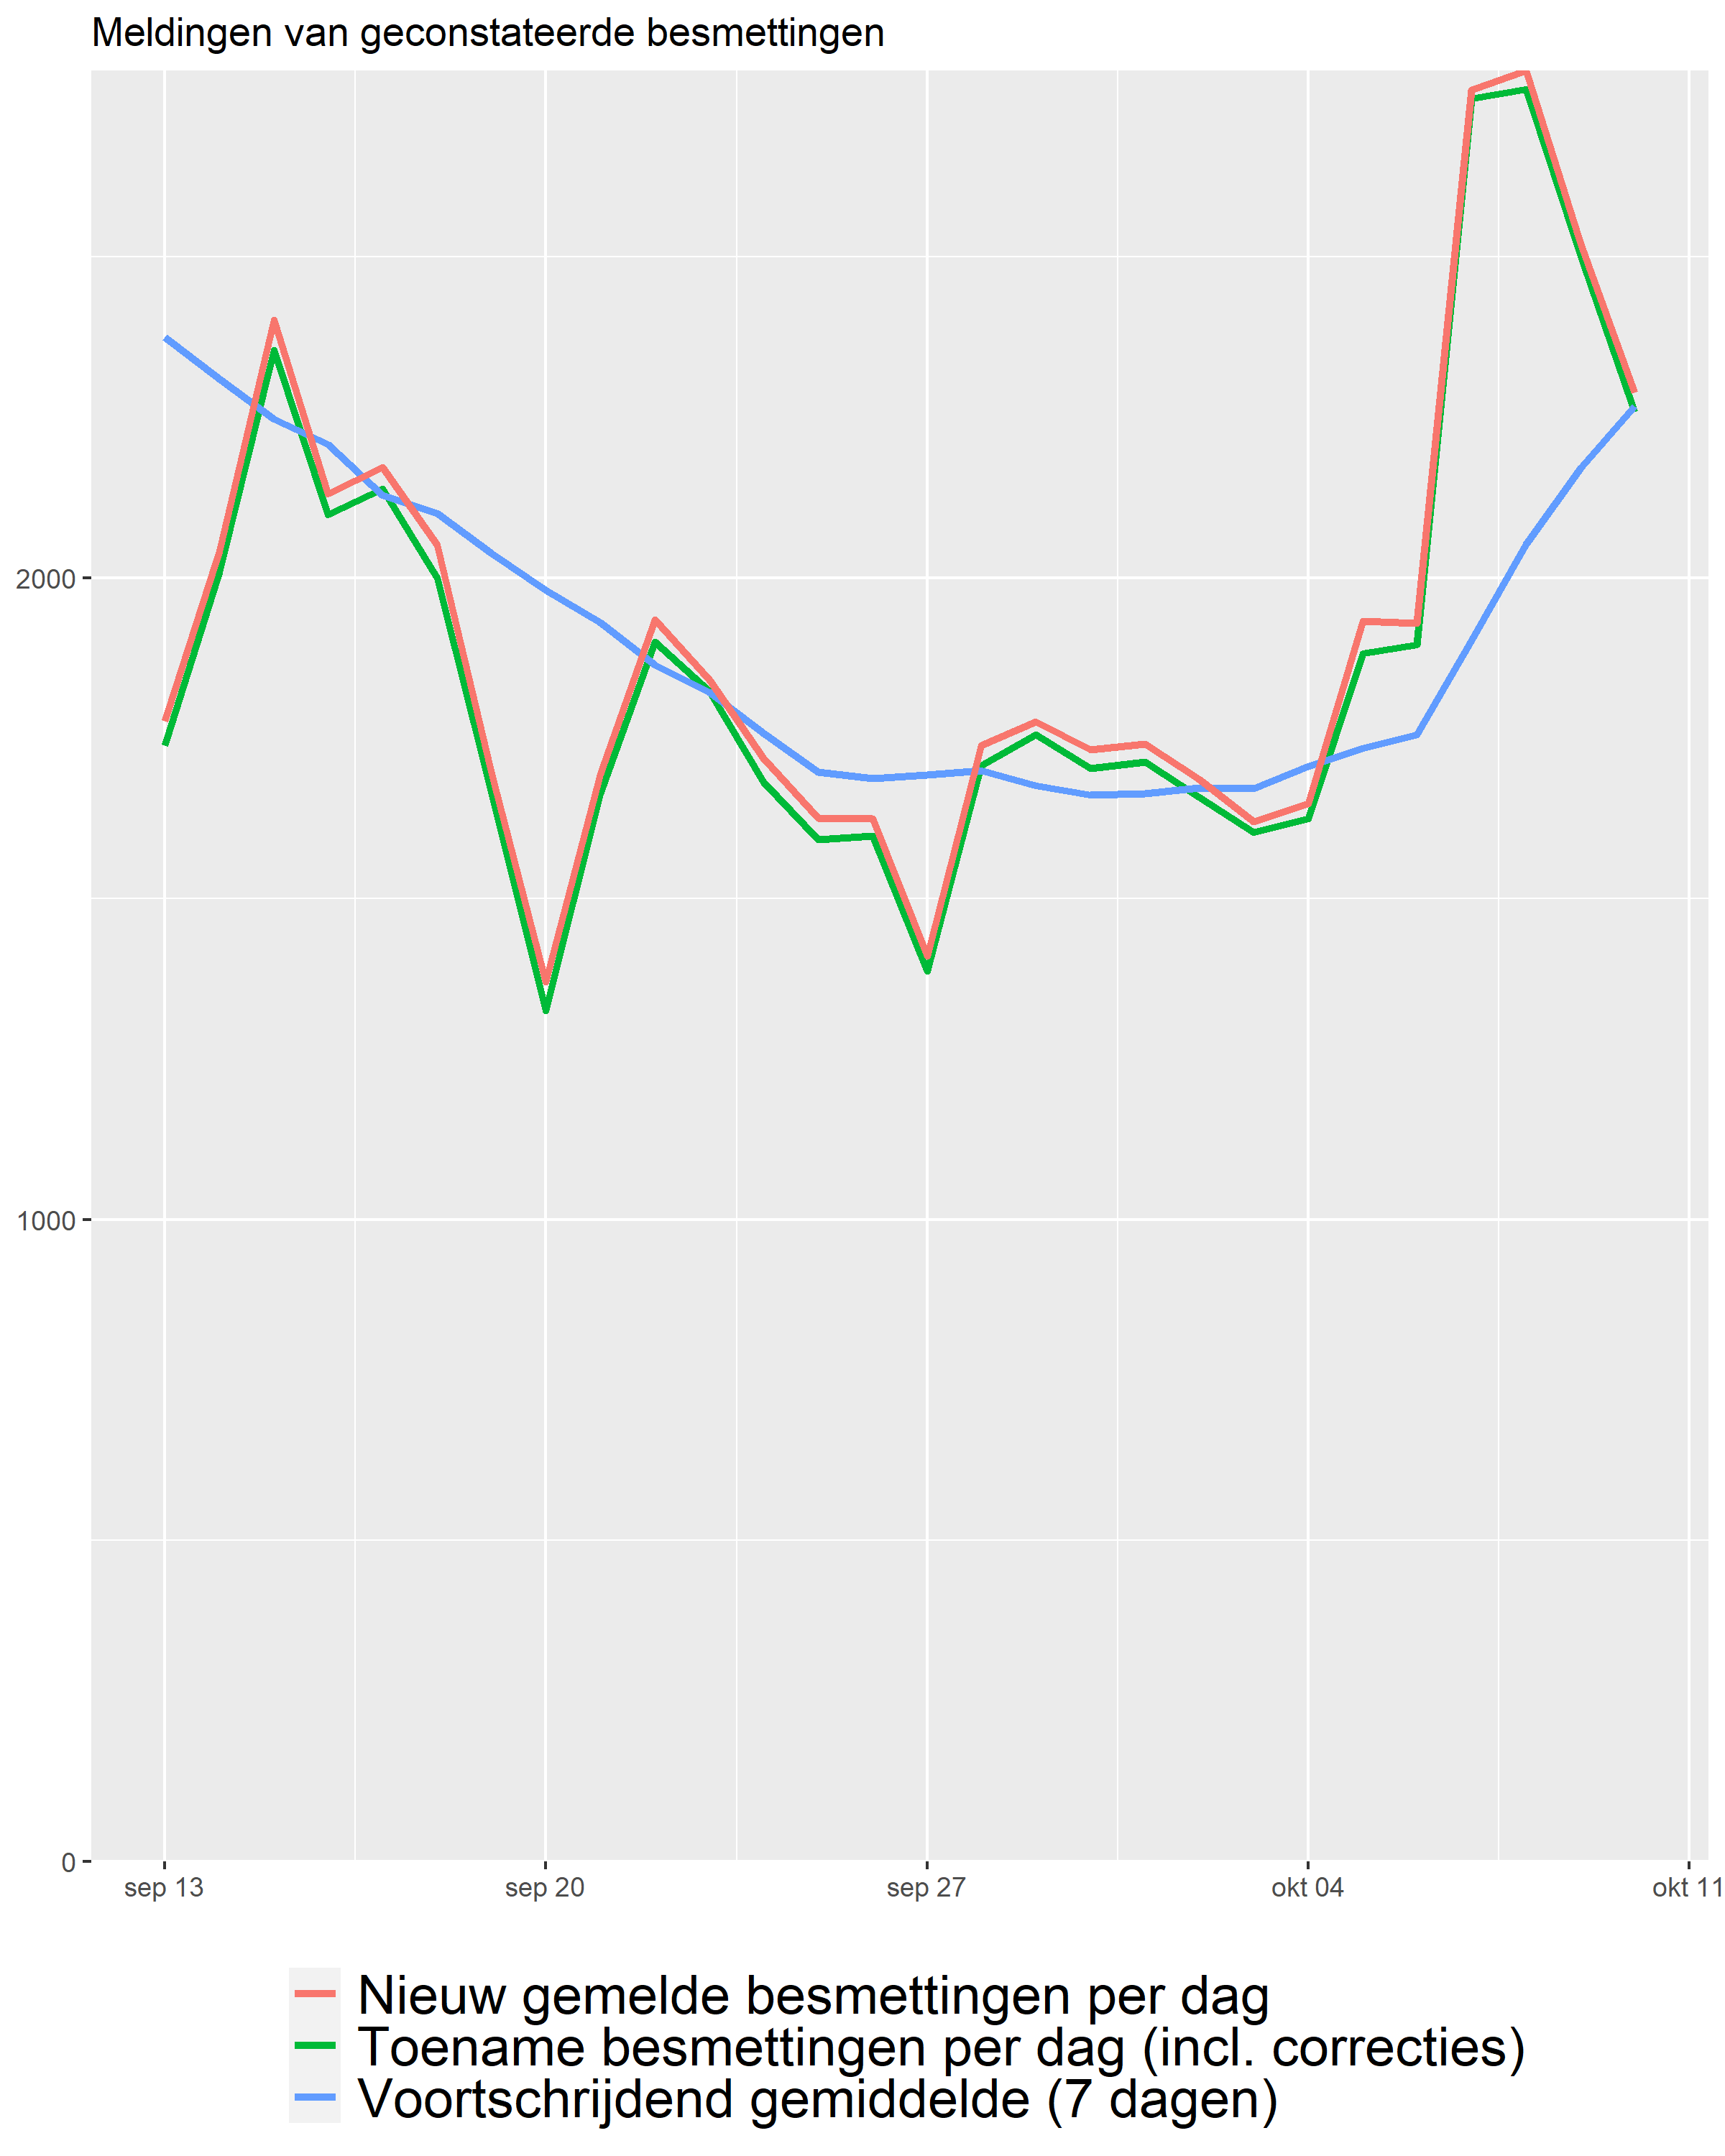 Meldingen van geconstateerde besmettingen
2000
1000
0
sep 13
sep 20
sep 27
okt 04
okt 11
Nieuw gemelde besmettingen per dag
Toename besmettingen per dag (incl. correcties)
Voortschrijdend gemiddelde (7 dagen)